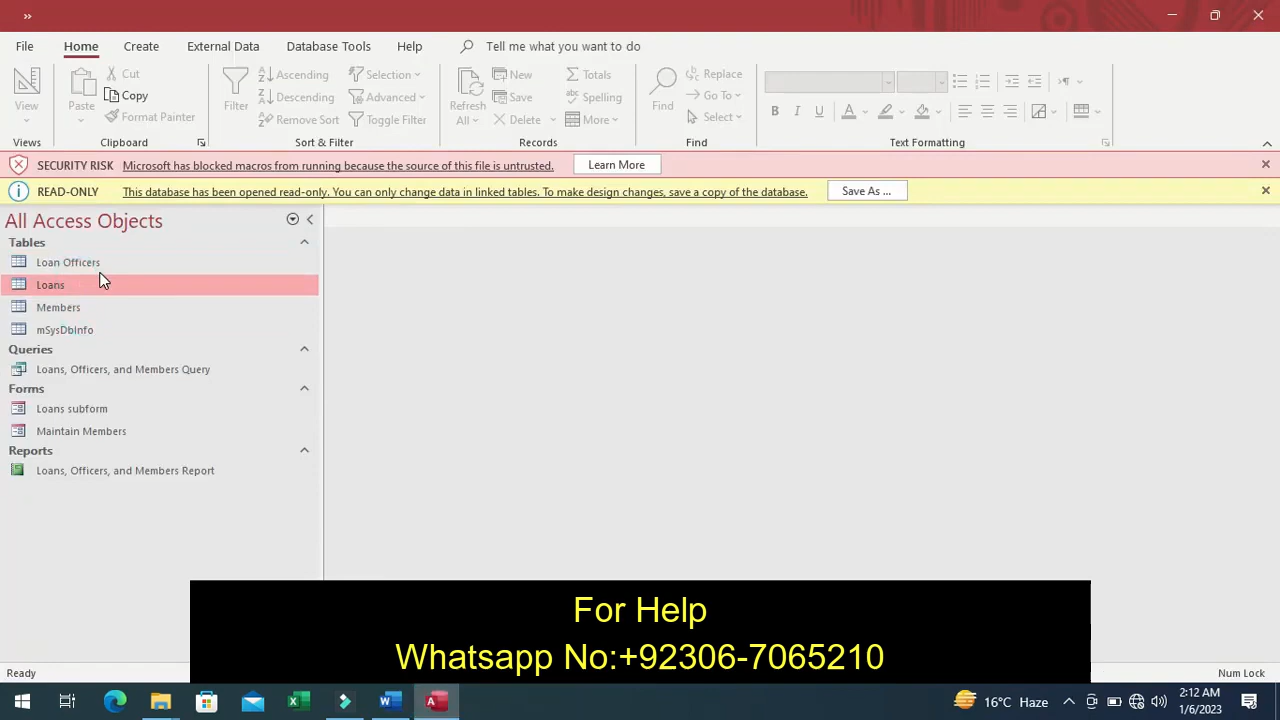 »
File Home Create External Data Database Tools Help Tell me what you want to do
View
Views
Paste
Cut
Copy
Format Painter
Clipboard
Filter
Ascending
Descending
Remove Sort
Selection
Advanced
Toggle Filter
Sort & Filter
Refresh
All
New
Save
Delete
Totals
Spelling
More
Records
Find
Replace
Go To
Select
Find
B I U A
Text Formatting
SECURITY RISK Microsoft has blocked macros from running because the source of this file is untrusted. Learn More
READ-ONLY This database has been opened read-only. You can only change data in linked tables. To make design changes, save a copy of the database. Save As ...
All Access Objects
Tables
Loan Officers
Loans
Members
mSysDbInfo
Queries
Loans, Officers, and Members Query
Forms
Loans subform
Maintain Members
Reports
Loans, Officers, and Members Report
For Help
Whatsapp No:+92306-7065210
Ready Num Lock
16°C Haze
2:12 AM
1/6/2023